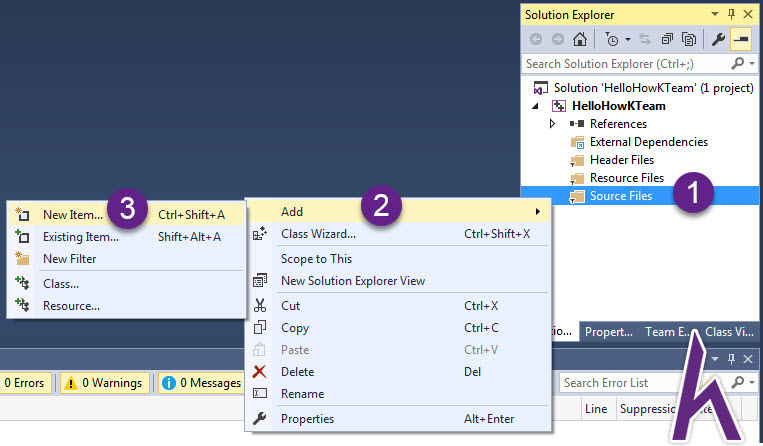 Solution Explorer
Search Solution Explorer (Ctrl+;)
Solution 'HelloHowKTeam' (1 project)
HelloHowKTeam
References
External Dependencies
Header Files
Resource Files
Source Files
1
Add
2
Class Wizard... Ctrl+Shift+X
Scope to This
New Solution Explorer View
Cut Ctrl+X
Copy Ctrl+C
Paste Ctrl+V
Delete Del
Rename
Properties Alt+Enter
New Item... Ctrl+Shift+A
3
Existing Item... Shift+Alt+A
New Filter
Class...
Resource...
Propert... Team E... Class Vi...
0 Errors 0 Warnings 0 Messages Search Error List
Line